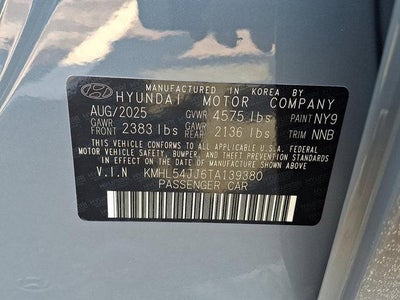 MANUFACTURED IN KOREA BY
HYUNDAI MOTOR COMPANY
AUG/2025 GVWR 4575 lbs PAINT NY9
GAWR FRONT 2383 lbs GAWR REAR 2136 lbs TRIM NNB
THIS VEHICLE CONFORMS TO ALL APPLICABLE U.S.A. FEDERAL
MOTOR VEHICLE SAFETY, BUMPER, AND THEFT PREVENTION
STANDARDS IN EFFECT ON THE DATE OF MANUFACTURE SHOWN ABOVE.
V.I.N KMHL54JJ6TA139380
PASSENGER CAR